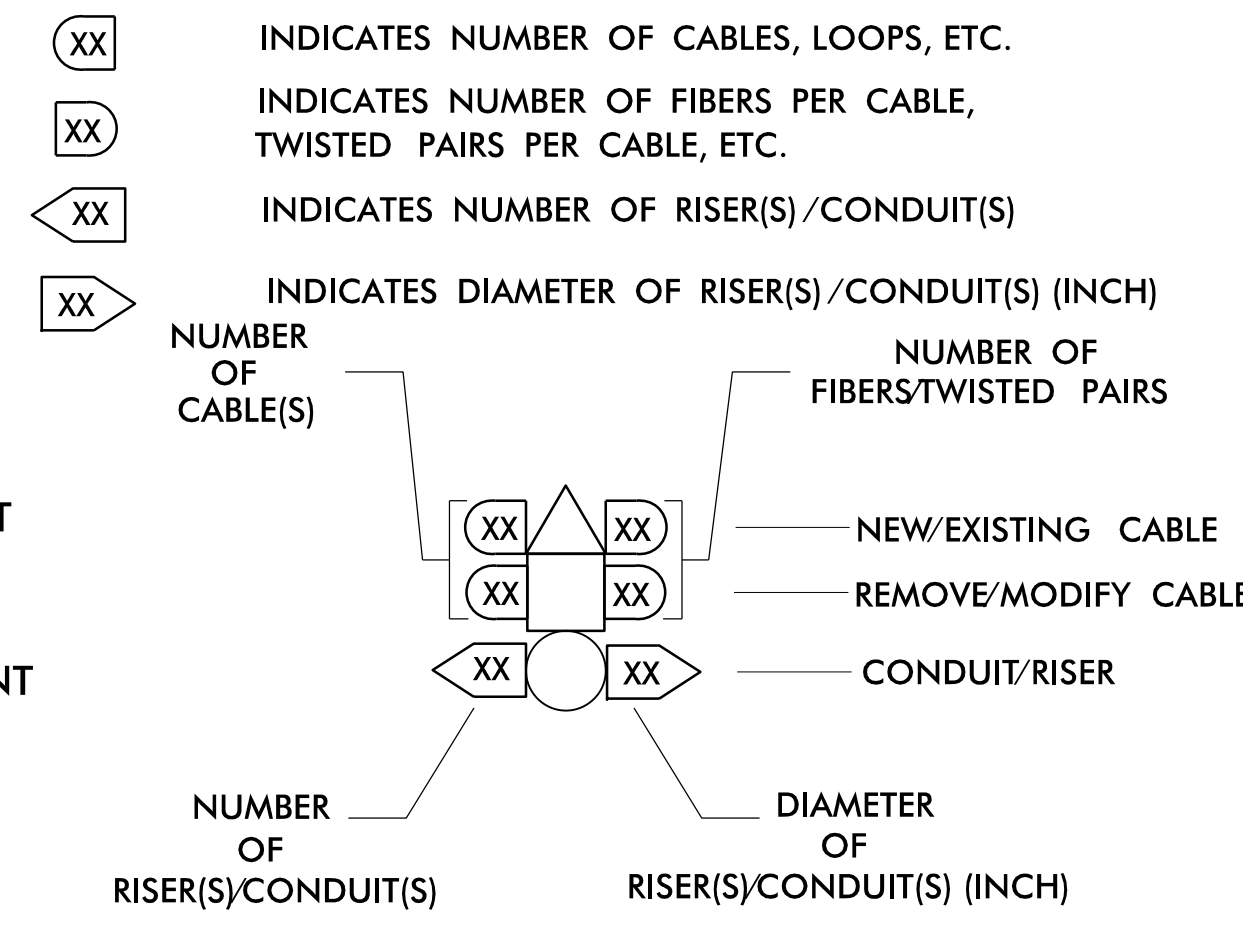 XX INDICATES NUMBER OF CABLES, LOOPS, ETC.
XX INDICATES NUMBER OF FIBERS PER CABLE,
TWISTED PAIRS PER CABLE, ETC.
XX INDICATES NUMBER OF RISER(S)/CONDUIT(S)
XX INDICATES DIAMETER OF RISER(S)/CONDUIT(S) (INCH)
NUMBER
OF
CABLE(S)
NUMBER OF
FIBERS/TWISTED PAIRS
T
XX XX NEW/EXISTING CABLE
XX XX REMOVE/MODIFY CABLE
NT
XX XX CONDUIT/RISER
NUMBER
OF
RISER(S)/CONDUIT(S)
DIAMETER
OF
RISER(S)/CONDUIT(S) (INCH)